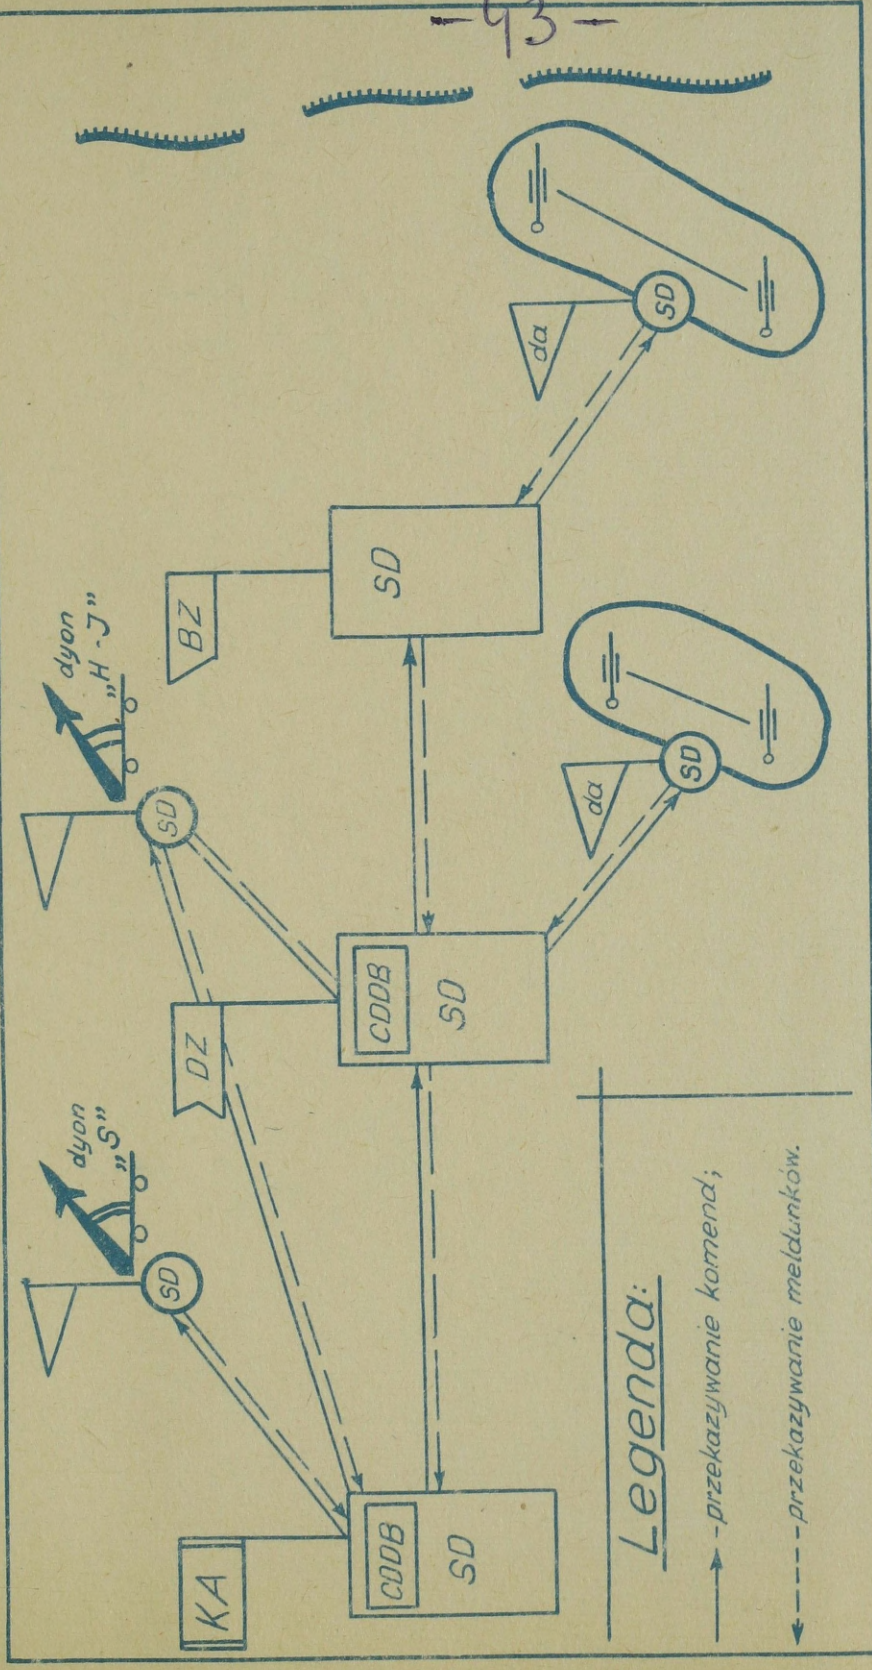 - 43 -
KA
CDDB
SD
SD
dyon
„S”
DZ
CDDB
SD
SD
dyon
„H - J”
BZ
SD
da
SD
da
SD
Legenda:
-przekazywanie komend;
-przekazywanie meldunków.